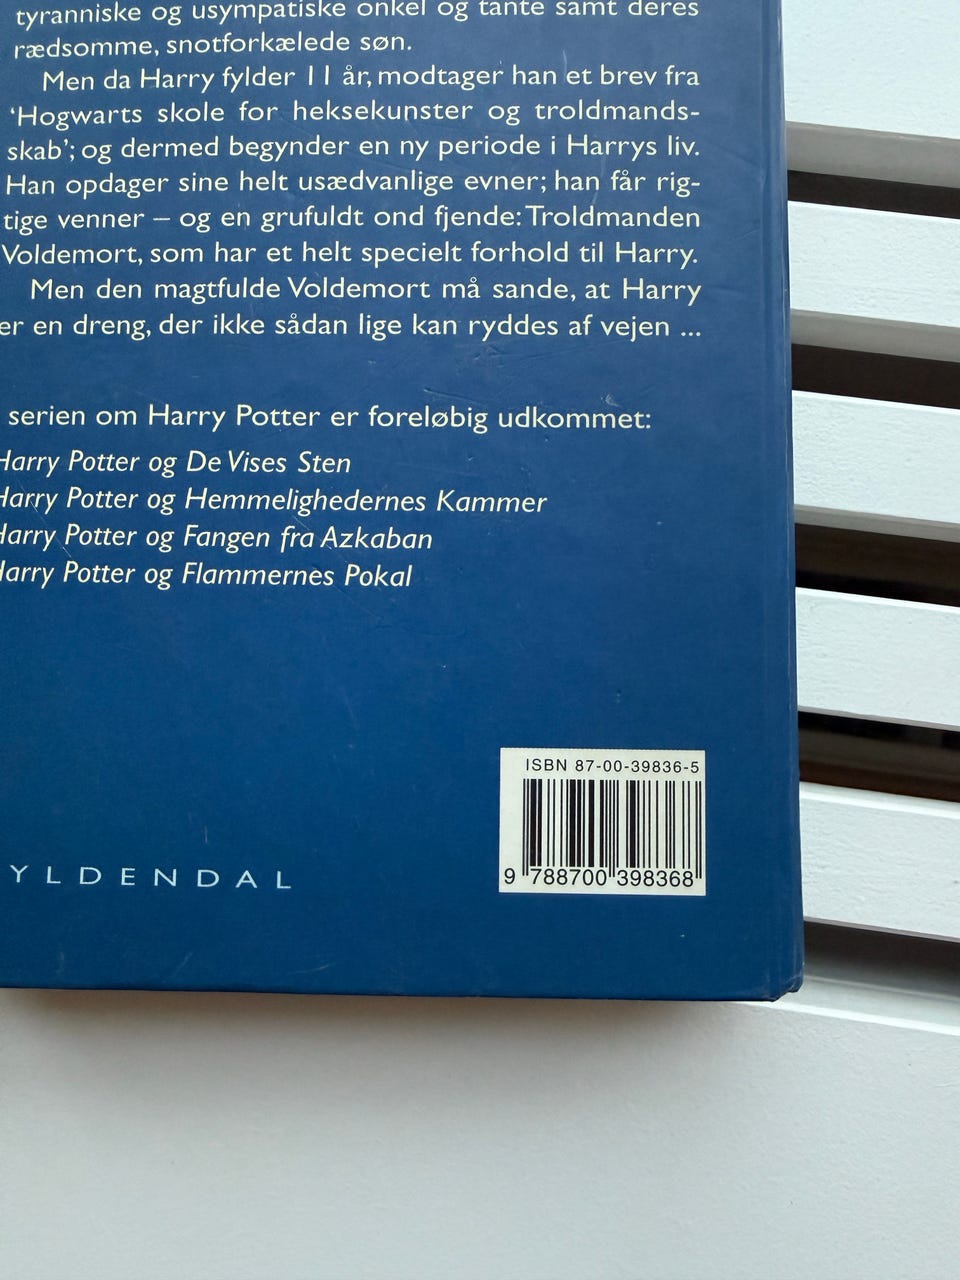 tyranniske og usympatiske onkel og tante samt deres
rædsomme, snotforkælede søn.
Men da Harry fylder 11 år, modtager han et brev fra
‘Hogwarts skole for heksekunster og troldmands-
skab’; og dermed begynder en ny periode i Harrys liv.
Han opdager sine helt usædvanlige evner; han får rig-
tige venner – og en grufuldt ond fjende: Troldmanden
Voldemort, som har et helt specielt forhold til Harry.
Men den magtfulde Voldemort må sande, at Harry
er en dreng, der ikke sådan lige kan ryddes af vejen ...
serien om Harry Potter er foreløbig udkommet:
Harry Potter og De Vises Sten
Harry Potter og Hemmelighedernes Kammer
Harry Potter og Fangen fra Azkaban
Harry Potter og Flammernes Pokal
ISBN 87-00-39836-5
9 788700 398368
YLDENDAL